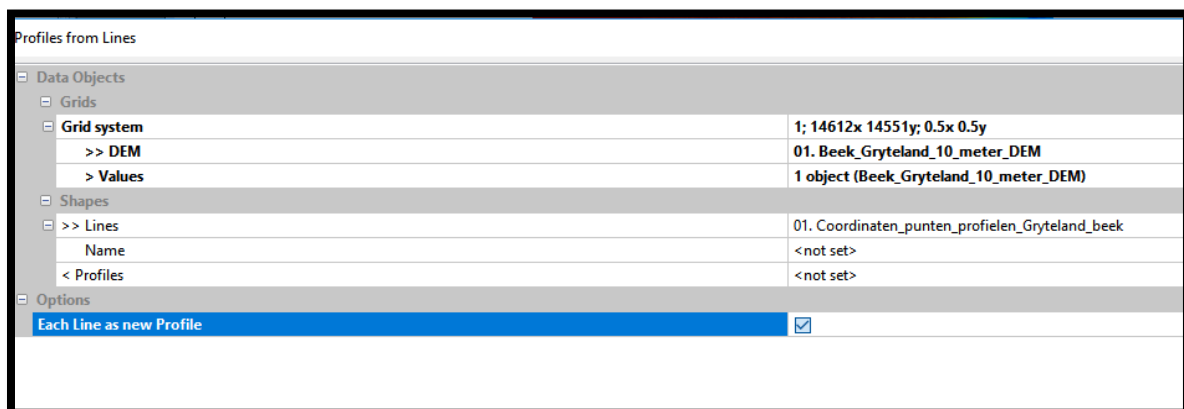 Profiles from Lines
Data Objects
Grids
Grid system 1; 14612x 14551y; 0.5x 0.5y
>> DEM 01. Beek_Gryteland_10_meter_DEM
> Values 1 object (Beek_Gryteland_10_meter_DEM)
Shapes
>> Lines 01. Coordinaten_punten_profielen_Gryteland_beek
Name <not set>
< Profiles <not set>
Options
Each Line as new Profile